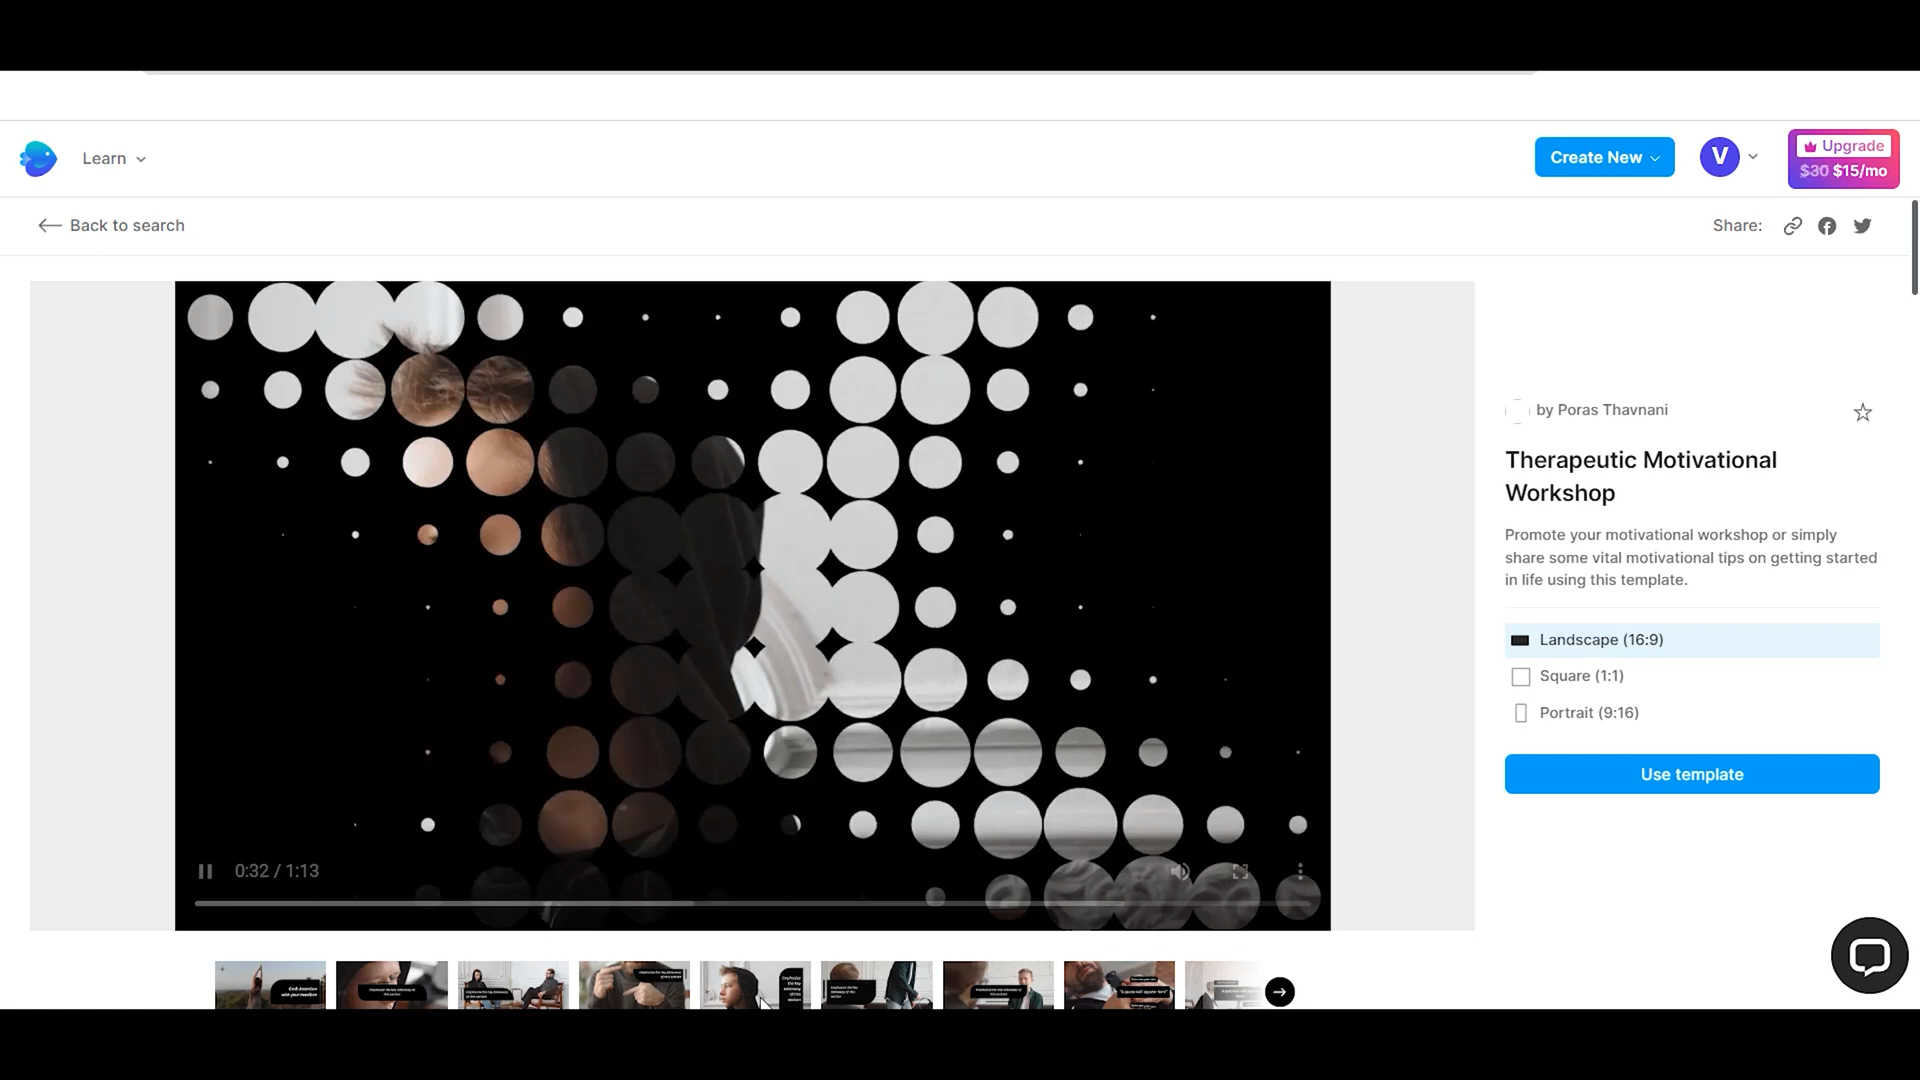 Learn
Create New
V
Upgrade
$30 $15/mo
Back to search
Share:
by Poras Thavnani
Therapeutic Motivational
Workshop
Promote your motivational workshop or simply
share some vital motivational tips on getting started
in life using this template.
Landscape (16:9)
Square (1:1)
Portrait (9:16)
Use template
0:32 / 1:13